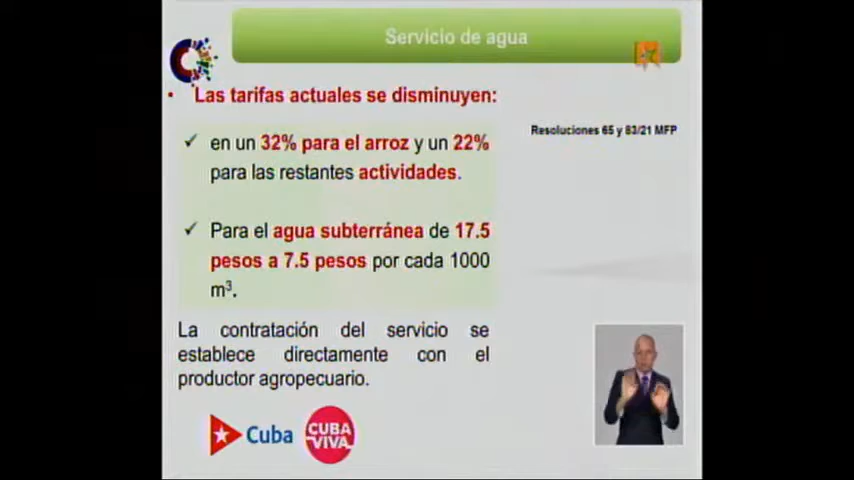 Servicio de agua
• Las tarifas actuales se disminuyen:
✓ en un 32% para el arroz y un 22%
para las restantes actividades.
Resoluciones 65 y 83/21 MFP
✓ Para el agua subterránea de 17.5
pesos a 7.5 pesos por cada 1000
m³.
La contratación del servicio se
establece directamente con el
productor agropecuario.
Cuba
CUBA
VIVA